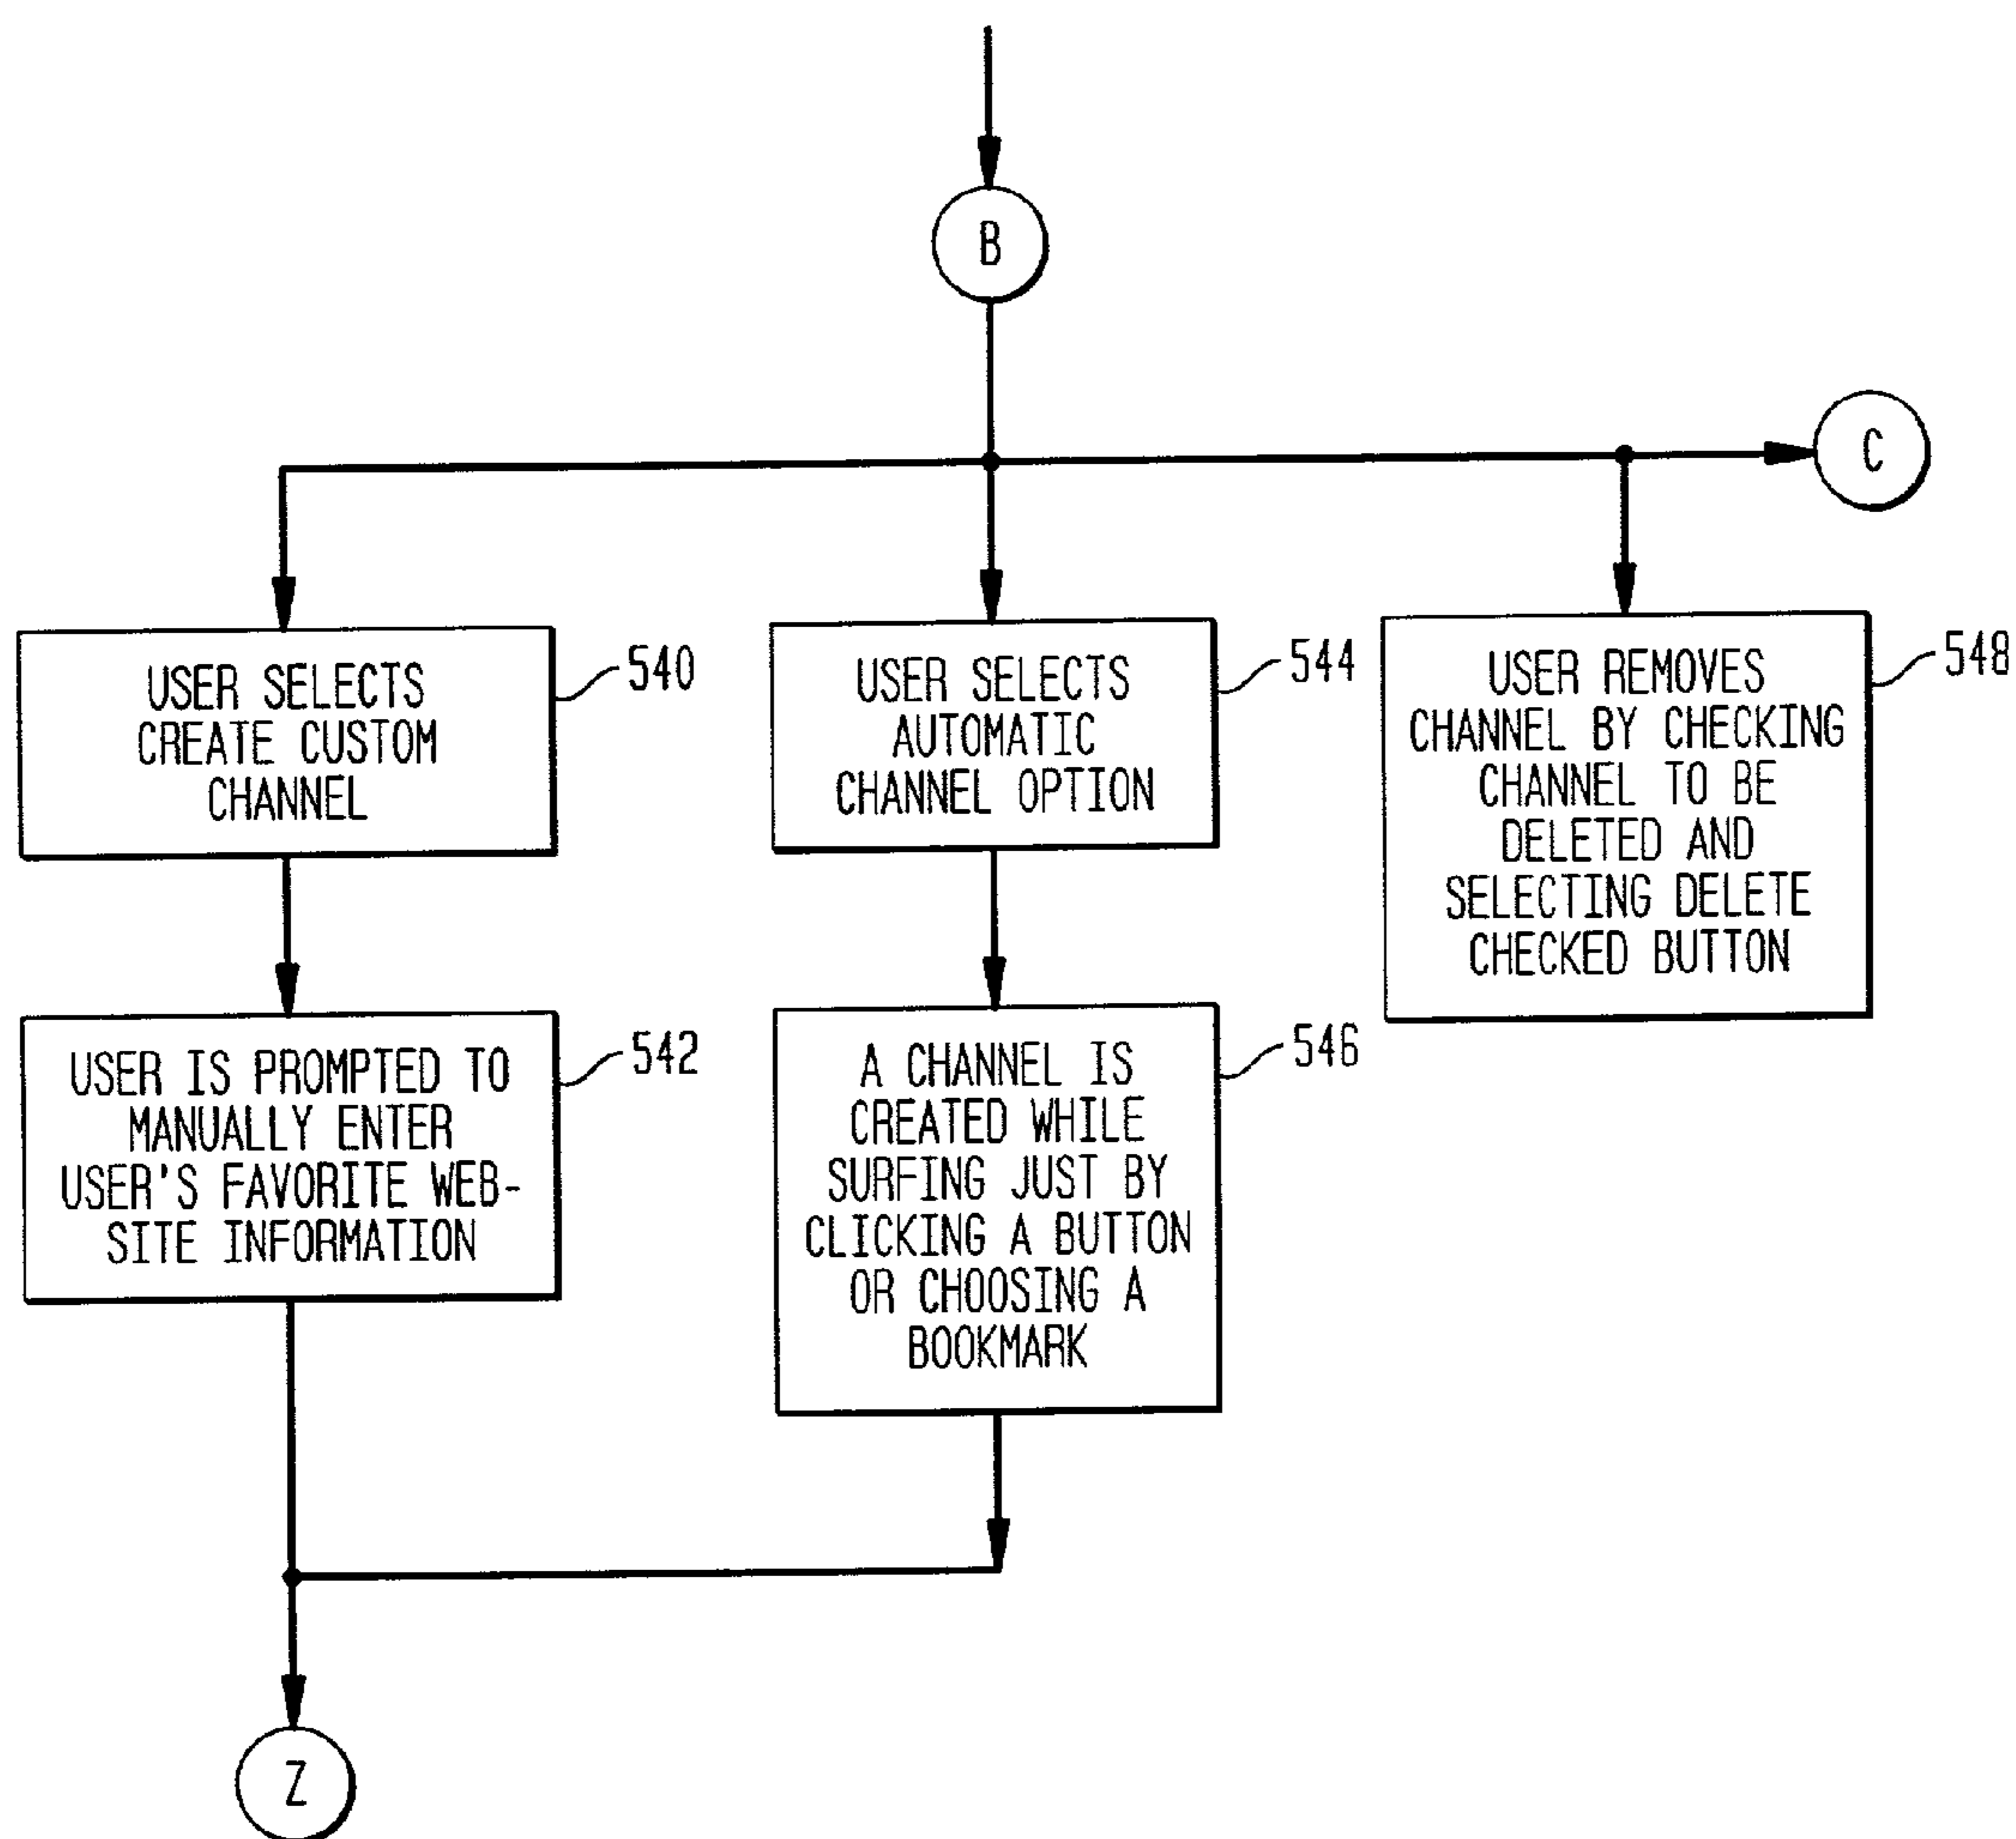 B
C
USER SELECTS
CREATE CUSTOM
CHANNEL
540
USER SELECTS
AUTOMATIC
CHANNEL OPTION
544
USER REMOVES
CHANNEL BY CHECKING
CHANNEL TO BE
DELETED AND
SELECTING DELETE
CHECKED BUTTON
548
USER IS PROMPTED TO
MANUALLY ENTER
USER'S FAVORITE WEB-
SITE INFORMATION
542
A CHANNEL IS
CREATED WHILE
SURFING JUST BY
CLICKING A BUTTON
OR CHOOSING A
BOOKMARK
546
Z